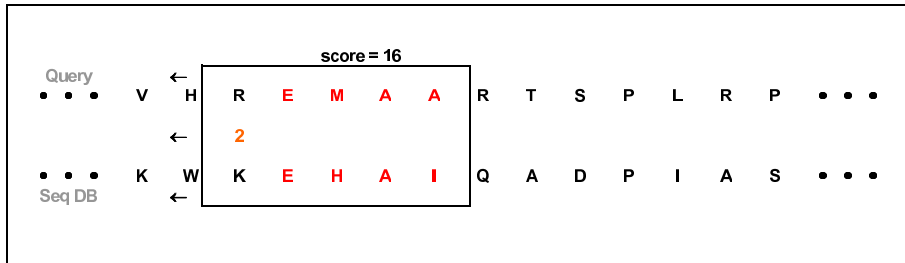 score = 16
Query
← 
• • • V H R E M A A R T S P L R P • • •
← 2
• • • K W K E H A I Q A D P I A S • • •
Seq DB
←